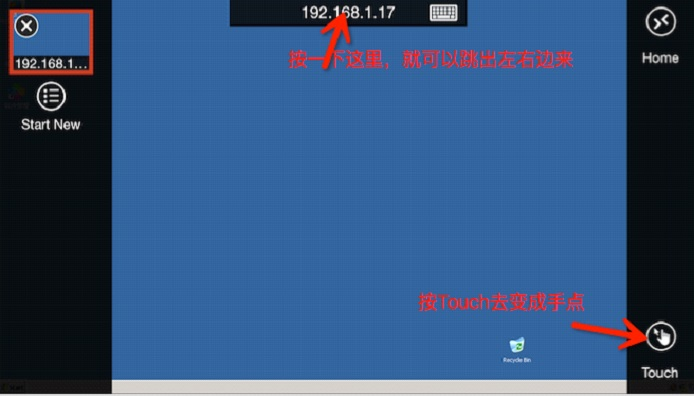 192.168.1.17
192.168.1...
Start New
Home
按一下这里，就可以跳出左右边来
按Touch去变成手点
Recycle Bin
Touch